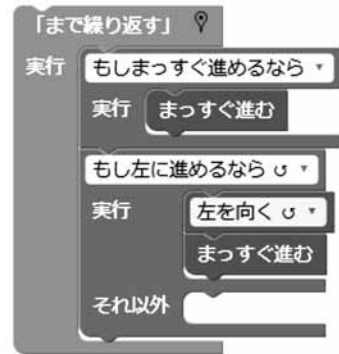 「まで繰り返す」
実行 もしまっすぐ進めるなら
実行 まっすぐ進む
もし左に進めるなら ↺
実行 左を向く ↺
まっすぐ進む
それ以外